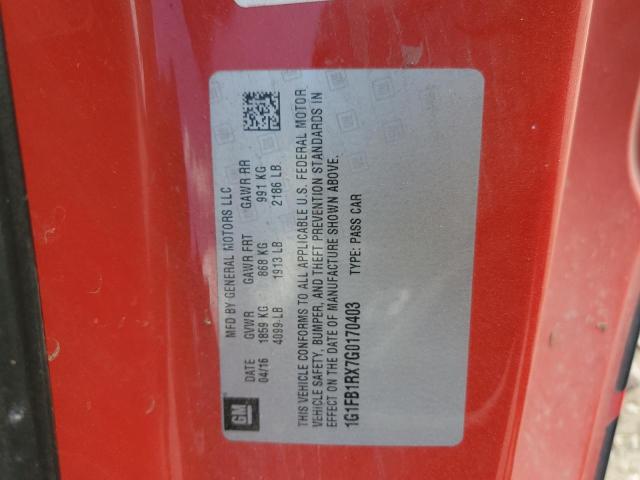 GM
MFD BY GENERAL MOTORS LLC
DATE GVWR GAWR FRT GAWR RR
04/16 1859 KG 868 KG 991 KG
4099 LB 1913 LB 2186 LB
THIS VEHICLE CONFORMS TO ALL APPLICABLE U.S. FEDERAL MOTOR
VEHICLE SAFETY, BUMPER, AND THEFT PREVENTION STANDARDS IN
EFFECT ON THE DATE OF MANUFACTURE SHOWN ABOVE.
1G1FB1RX7G0170403 TYPE: PASS CAR